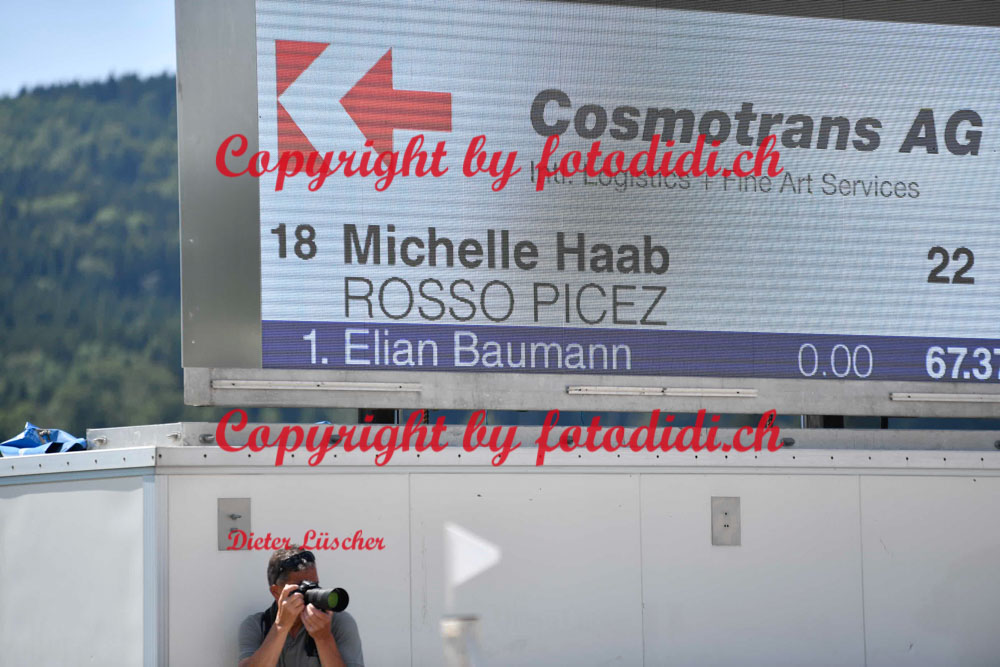 Cosmotrans AG
Copyright by fotodidi.ch
Intl. Logistics + Fine Art Services
18 Michelle Haab 22
ROSSO PICEZ
1. Elian Baumann 0.00 67.37
Copyright by fotodidi.ch
Dieter Lüscher